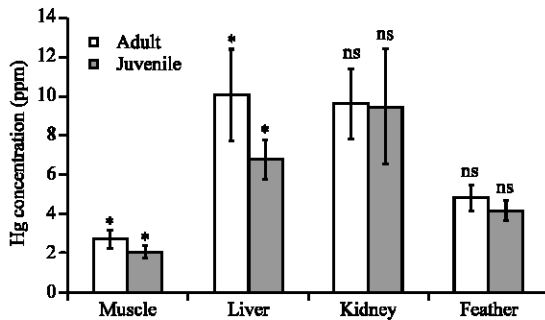 14
12
10
8
6
4
2
0
Hg concentration (ppm)
Adult
Juvenile
* *
* *
ns ns
ns ns
Muscle Liver Kidney Feather